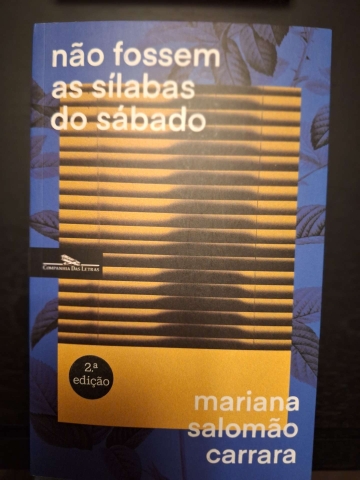 não fossem
as sílabas
do sábado
COMPANHIA DAS LETRAS
2.ª
edição
mariana
salomão
carrara